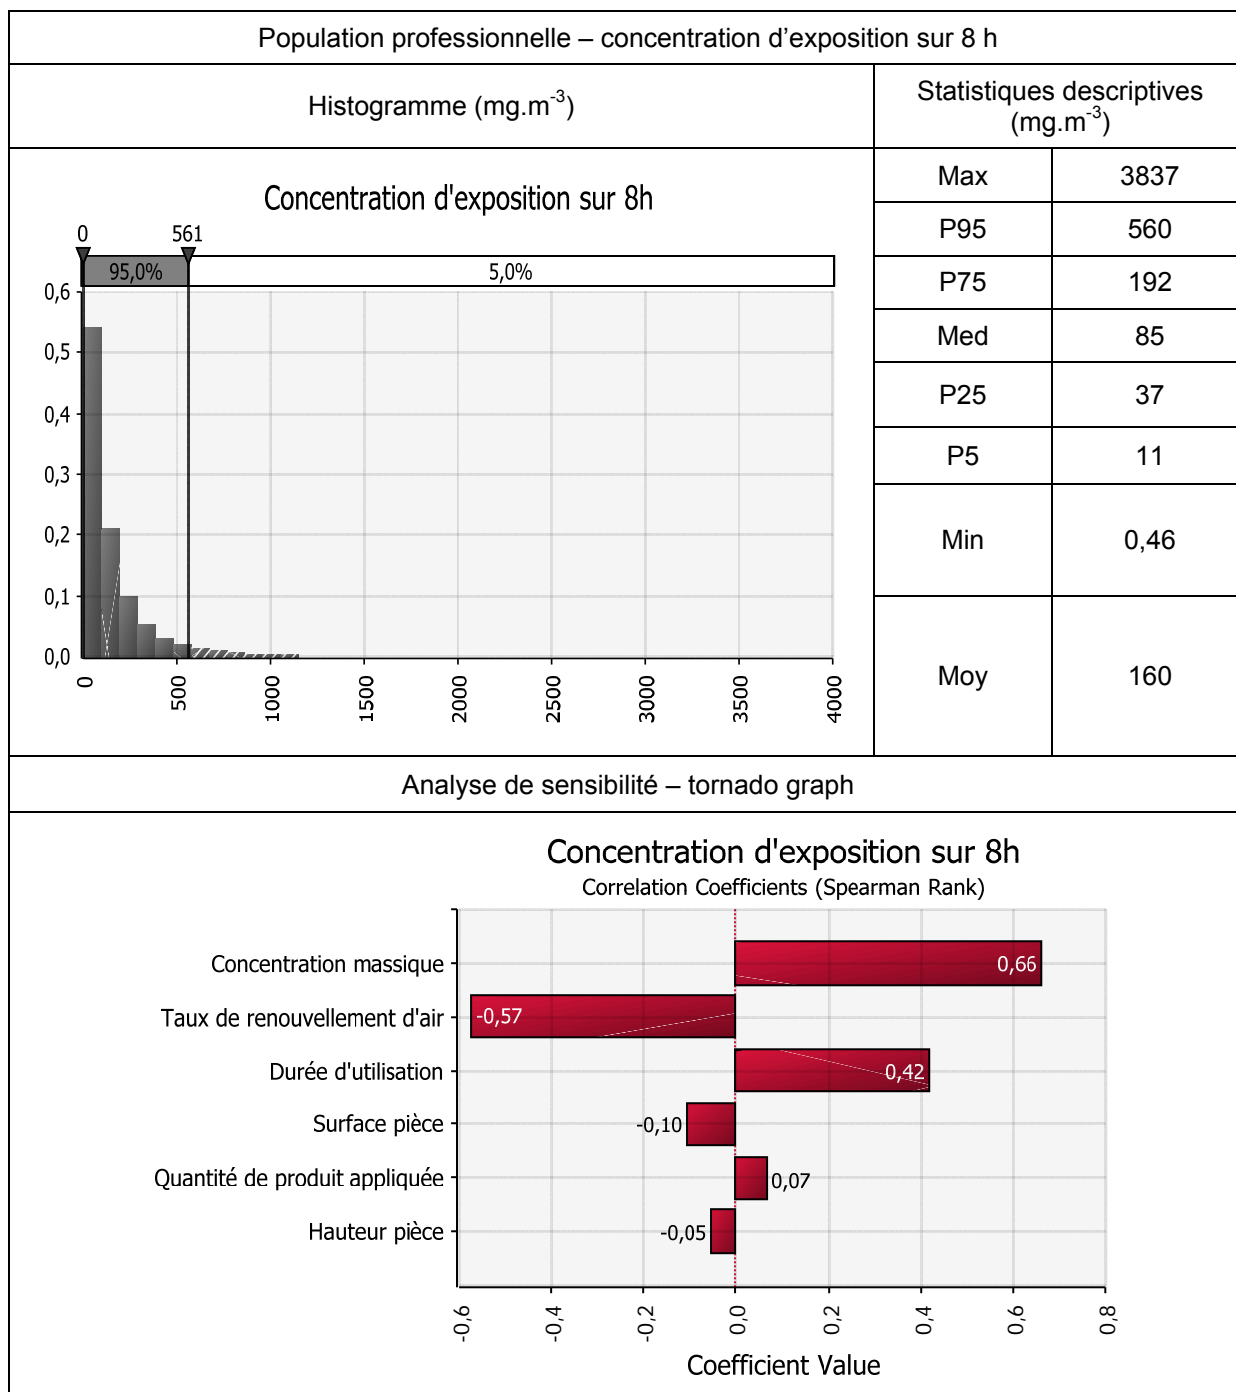 Population professionnelle – concentration d'exposition sur 8 h
Histogramme (mg.m-3)
Statistiques descriptives
(mg.m-3)
Concentration d'exposition sur 8h
0 561
95,0% 5,0%
0,6
0,5
0,4
0,3
0,2
0,1
0,0
0 500 1000 1500 2000 2500 3000 3500 4000
Max 3837
P95 560
P75 192
Med 85
P25 37
P5 11
Min 0,46
Moy 160
Analyse de sensibilité – tornado graph
Concentration d'exposition sur 8h
Correlation Coefficients (Spearman Rank)
Concentration massique 0,66
Taux de renouvellement d'air -0,57
Durée d'utilisation 0,42
Surface pièce -0,10
Quantité de produit appliquée 0,07
Hauteur pièce -0,05
-0,6 -0,4 -0,2 0,0 0,2 0,4 0,6 0,8
Coefficient Value